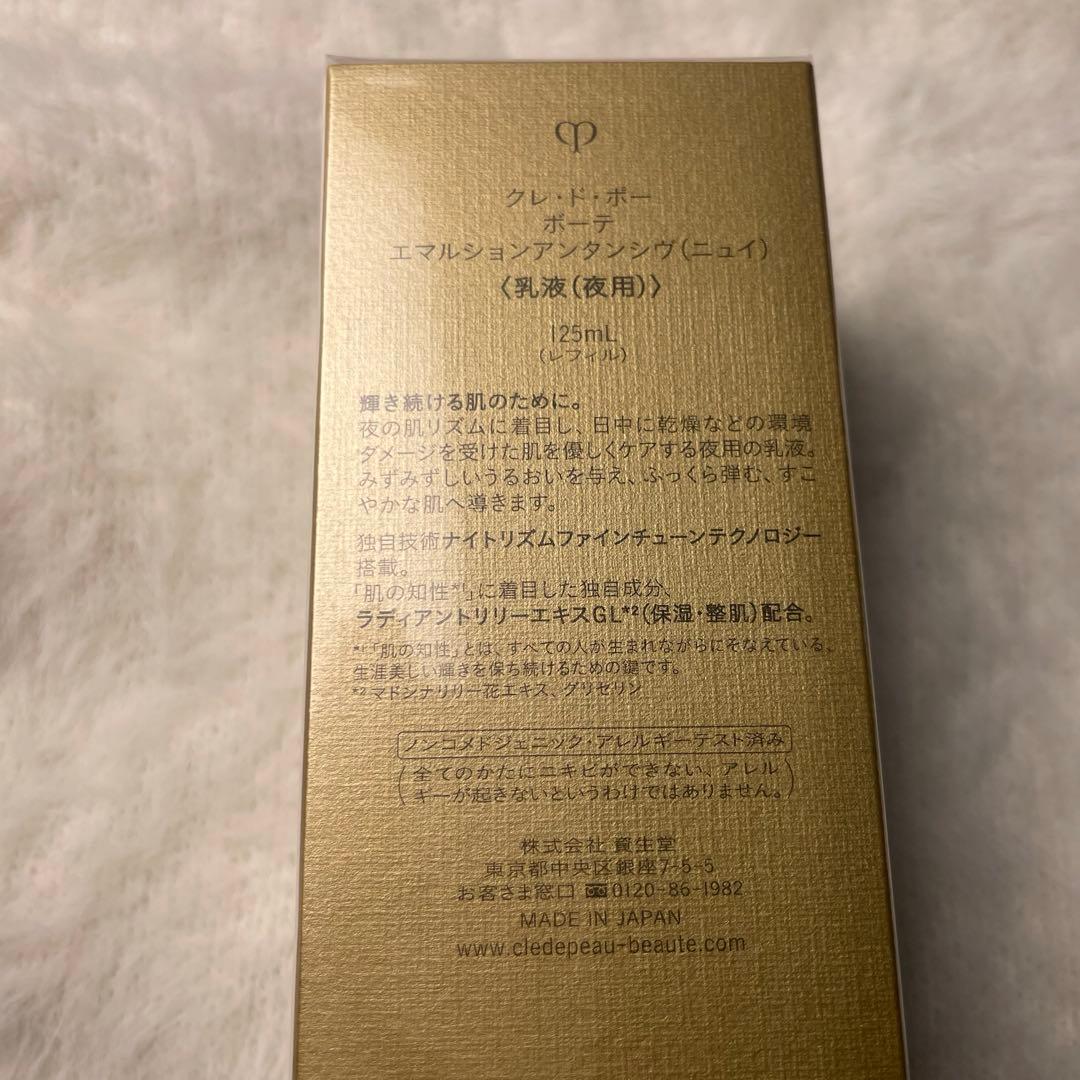 クレ・ド・ポー
ボーテ
エマルションアンタンシヴ(ニュイ)
〈乳液(夜用)〉
125mL
(レフィル)
輝き続ける肌のために。
夜の肌リズムに着目し、日中に乾燥などの環境
ダメージを受けた肌を優しくケアする夜用の乳液。
みずみずしいうるおいを与え、ふっくら弾む、すこ
やかな肌へ導きます。
独自技術ナイトリズムファインチューンテクノロジー
搭載。
「肌の知性*1」に着目した独自成分、
ラディアントリリーエキスGL*2(保湿・整肌)配合。
*1「肌の知性」とは、すべての人が生まれながらにそなえている、
生涯美しい輝きを保ち続けるための鍵です。
*2 マドンナリリー花エキス、グリセリン
ノンコメドジェニック・アレルギーテスト済み
(全てのかたにニキビができない、アレル
ギーが起きないというわけではありません。)
株式会社 資生堂
東京都中央区銀座7-5-5
お客さま窓口 0120-86-1982
MADE IN JAPAN
www.cledepeau-beaute.com